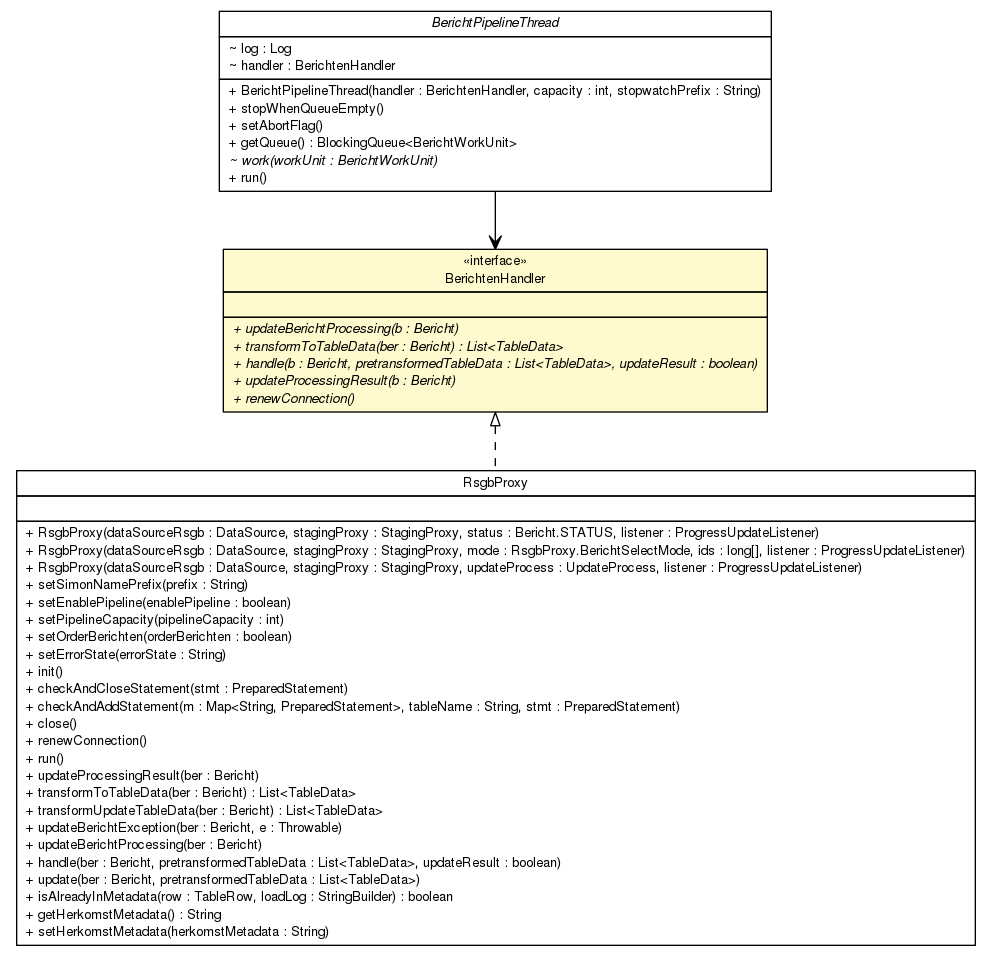 BerichtPipelineThread
~ log : Log
~ handler : BerichtenHandler
+ BerichtPipelineThread(handler : BerichtenHandler, capacity : int, stopwatchPrefix : String)
+ stopWhenQueueEmpty()
+ setAbortFlag()
+ getQueue() : BlockingQueue<BerichtWorkUnit>
~ work(workUnit : BerichtWorkUnit)
+ run()
«interface»
BerichtenHandler
+ updateBerichtProcessing(b : Bericht)
+ transformToTableData(ber : Bericht) : List<TableData>
+ handle(b : Bericht, pretransformedTableData : List<TableData>, updateResult : boolean)
+ updateProcessingResult(b : Bericht)
+ renewConnection()
RsgbProxy
+ RsgbProxy(dataSourceRsgb : DataSource, stagingProxy : StagingProxy, status : Bericht.STATUS, listener : ProgressUpdateListener)
+ RsgbProxy(dataSourceRsgb : DataSource, stagingProxy : StagingProxy, mode : RsgbProxy.BerichtSelectMode, ids : long[], listener : ProgressUpdateListener)
+ RsgbProxy(dataSourceRsgb : DataSource, stagingProxy : StagingProxy, updateProcess : UpdateProcess, listener : ProgressUpdateListener)
+ setSimonNamePrefix(prefix : String)
+ setEnablePipeline(enablePipeline : boolean)
+ setPipelineCapacity(pipelineCapacity : int)
+ setOrderBerichten(orderBerichten : boolean)
+ setErrorState(errorState : String)
+ init()
+ checkAndCloseStatement(stmt : PreparedStatement)
+ checkAndAddStatement(m : Map<String, PreparedStatement>, tableName : String, stmt : PreparedStatement)
+ close()
+ renewConnection()
+ run()
+ updateProcessingResult(ber : Bericht)
+ transformToTableData(ber : Bericht) : List<TableData>
+ transformUpdateTableData(ber : Bericht) : List<TableData>
+ updateBerichtException(ber : Bericht, e : Throwable)
+ updateBerichtProcessing(ber : Bericht)
+ handle(ber : Bericht, pretransformedTableData : List<TableData>, updateResult : boolean)
+ update(ber : Bericht, pretransformedTableData : List<TableData>)
+ isAlreadyInMetadata(row : TableRow, loadLog : StringBuilder) : boolean
+ getHerkomstMetadata() : String
+ setHerkomstMetadata(herkomstMetadata : String)